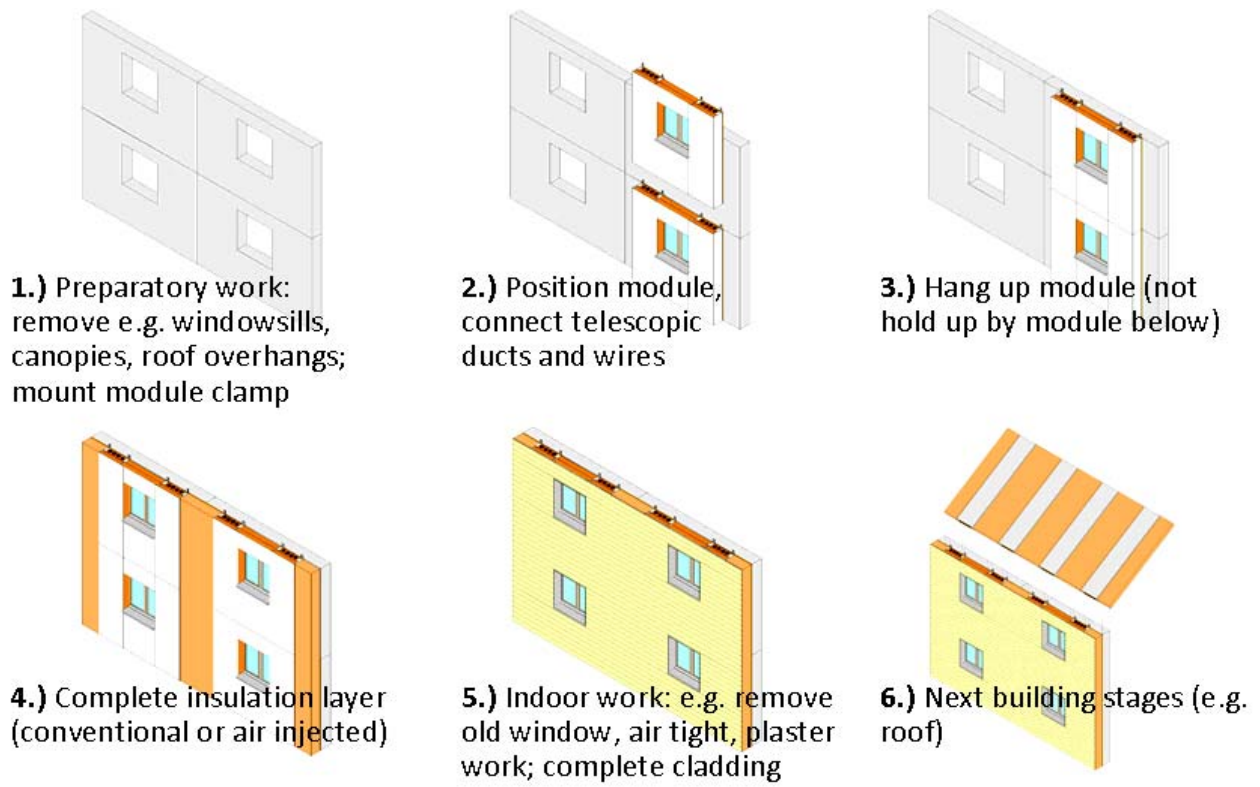 1.) Preparatory work:
remove e.g. windowsills,
canopies, roof overhangs;
mount module clamp
2.) Position module,
connect telescopic
ducts and wires
3.) Hang up module (not
hold up by module below)
4.) Complete insulation layer
(conventional or air injected)
5.) Indoor work: e.g. remove
old window, air tight, plaster
work; complete cladding
6.) Next building stages (e.g.
roof)